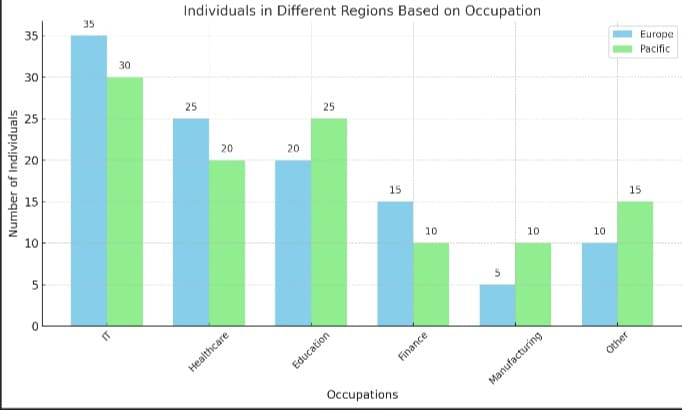 Individuals in Different Regions Based on Occupation
Europe
Pacific
Number of Individuals
35
30
25
20
15
10
5
0
35
30
25
20
20
25
15
10
5
10
10
15
IT
Healthcare
Education
Finance
Manufacturing
Other
Occupations